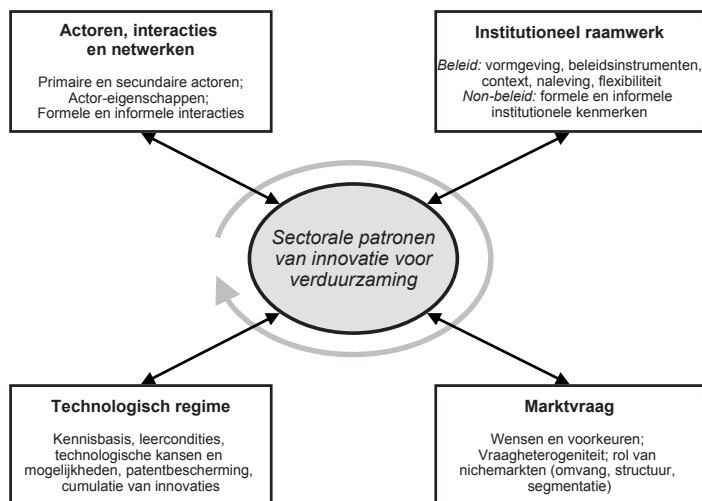 Actoren, interacties
en netwerken
Primaire en secundaire actoren;
Actor-eigenschappen;
Formele en informele interacties
Institutioneel raamwerk
Beleid: vormgeving, beleidsinstrumenten,
context, naleving, flexibiliteit
Non-beleid: formele en informele
institutionele kenmerken
Sectorale patronen
van innovatie voor
verduurzaming
Technologisch regime
Kennisbasis, leercondities,
technologische kansen en
mogelijkheden, patentbescherming,
cumulatie van innovaties
Marktvraag
Wensen en voorkeuren;
Vraagheterogeniteit; rol van
nichemarkten (omvang, structuur,
segmentatie)